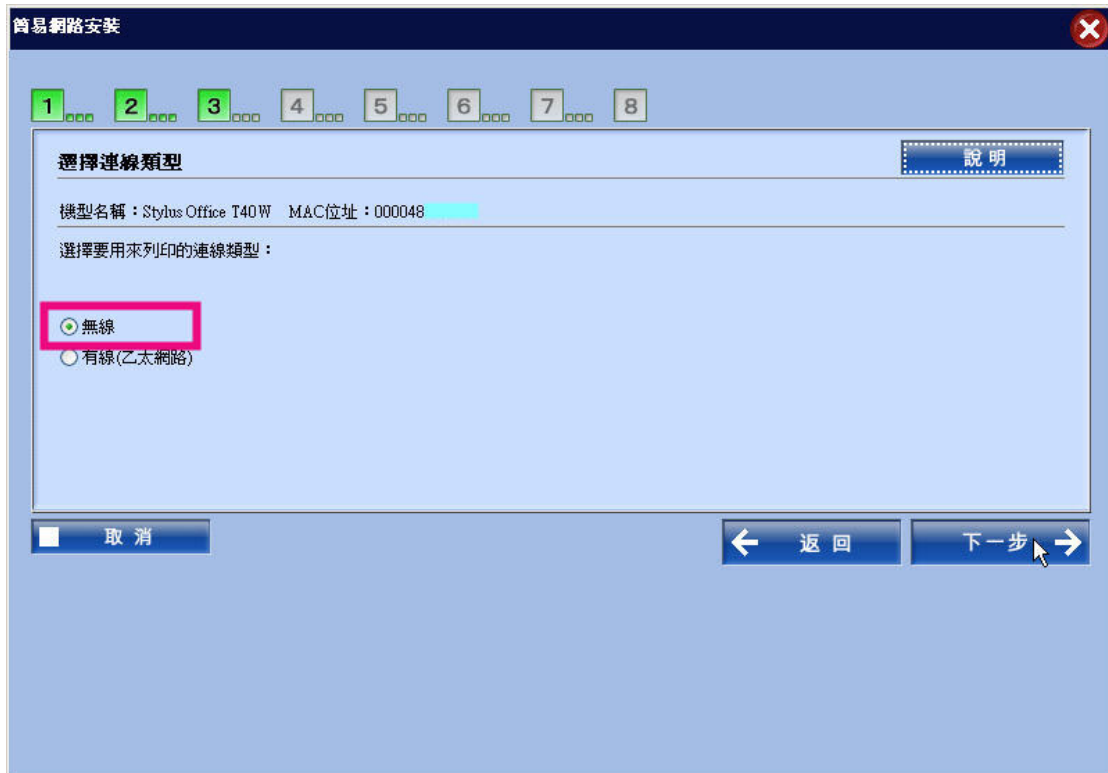 簡易網路安裝
1 2 3 4 5 6 7 8
選擇連線類型
說明
機型名稱：Stylus Office T40W MAC位址：000048
選擇要用來列印的連線類型：
無線
有線(乙太網路)
取消
返回
下一步